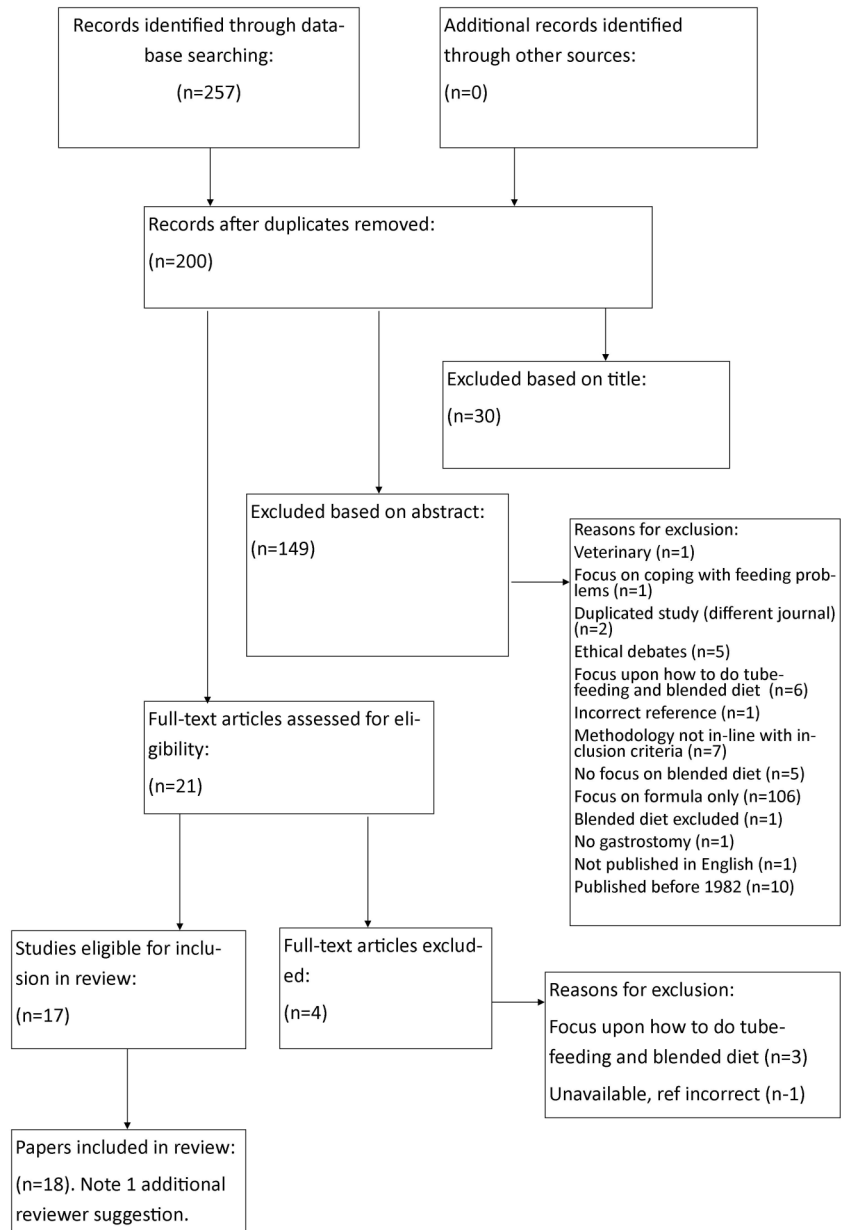 Records identified through data-
base searching:
(n=257)
Additional records identified
through other sources:
(n=0)
Records after duplicates removed:
(n=200)
Excluded based on title:
(n=30)
Excluded based on abstract:
(n=149)
Reasons for exclusion:
Veterinary (n=1)
Focus on coping with feeding prob-
lems (n=1)
Duplicated study (different journal)
(n=2)
Ethical debates (n=5)
Focus upon how to do tube-
feeding and blended diet (n=6)
Incorrect reference (n=1)
Methodology not in-line with in-
clusion criteria (n=7)
No focus on blended diet (n=5)
Focus on formula only (n=106)
Blended diet excluded (n=1)
No gastrostomy (n=1)
Not published in English (n=1)
Published before 1982 (n=10)
Full-text articles assessed for eli-
gibility:
(n=21)
Studies eligible for inclu-
sion in review:
(n=17)
Full-text articles exclud-
ed:
(n=4)
Reasons for exclusion:
Focus upon how to do tube-
feeding and blended diet (n=3)
Unavailable, ref incorrect (n-1)
Papers included in review:
(n=18). Note 1 additional
reviewer suggestion.